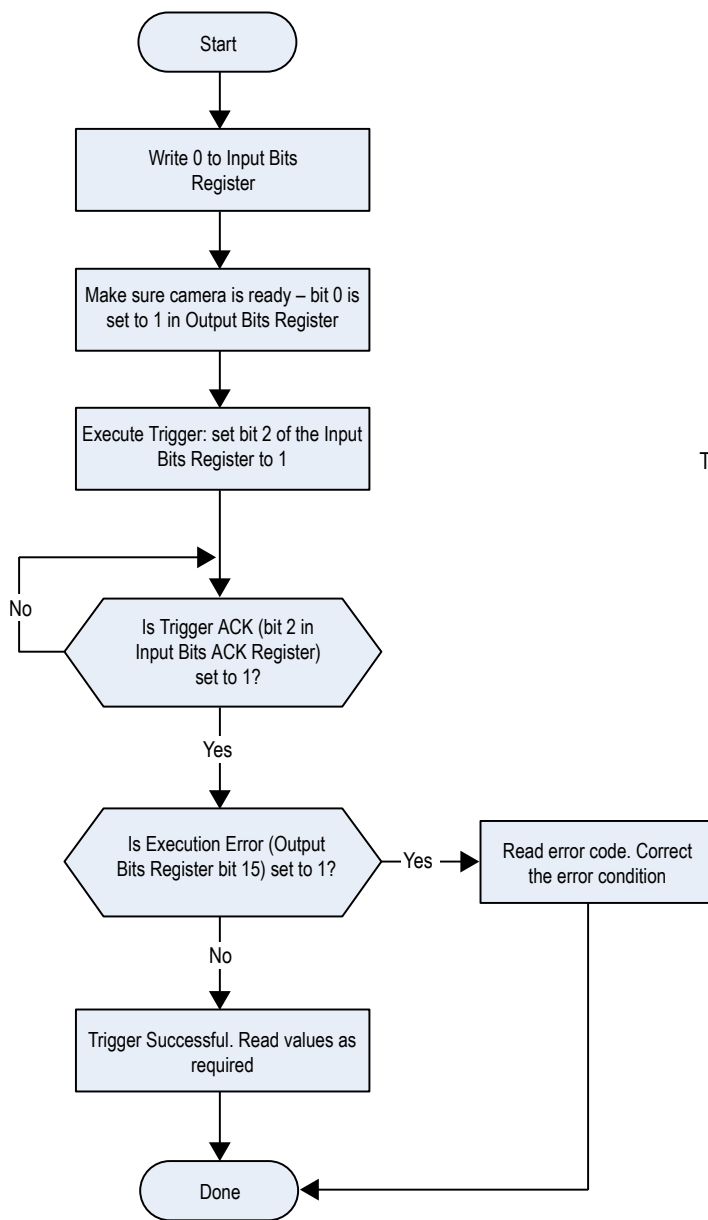 Start
Write 0 to Input Bits
Register
Make sure camera is ready – bit 0 is
set to 1 in Output Bits Register
Execute Trigger: set bit 2 of the Input
Bits Register to 1
T
No
Is Trigger ACK (bit 2 in
Input Bits ACK Register)
set to 1?
Yes
Is Execution Error (Output
Bits Register bit 15) set to 1?
Yes
Read error code. Correct
the error condition
No
Trigger Successful. Read values as
required
Done